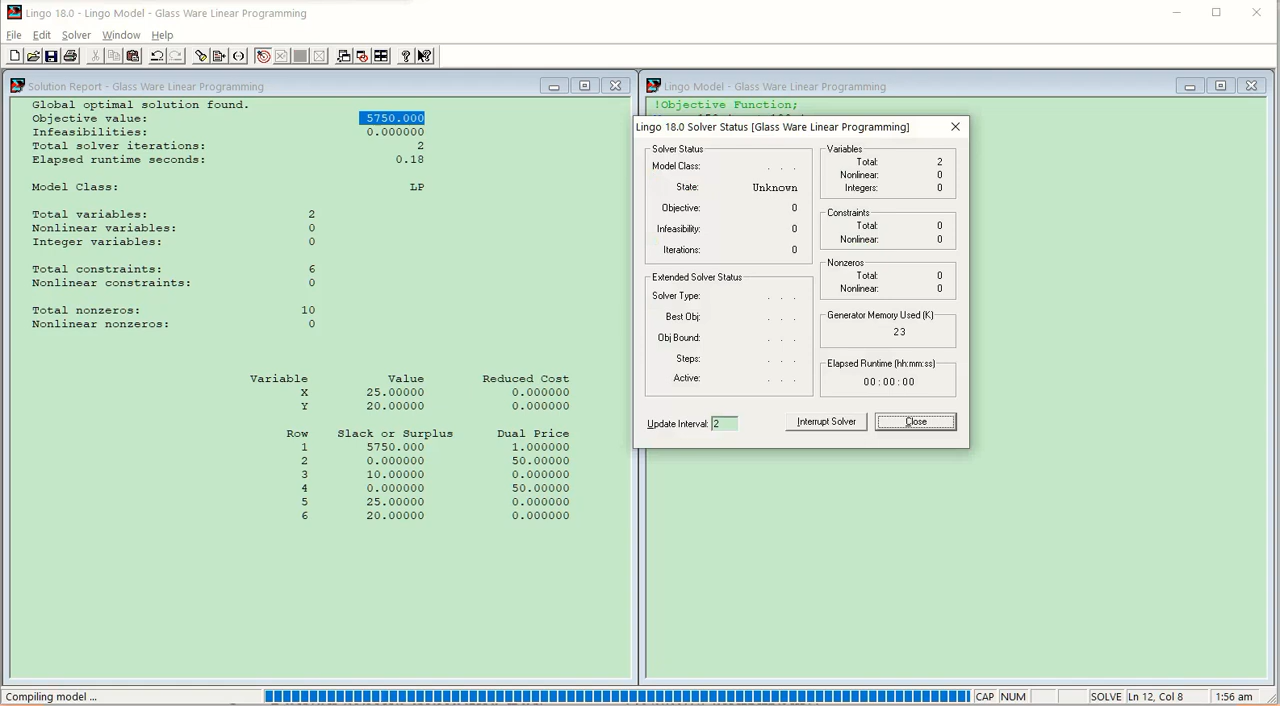 Lingo 18.0 - Lingo Model - Glass Ware Linear Programming
File Edit Solver Window Help
Solution Report - Glass Ware Linear Programming
Global optimal solution found.
Objective value: 5750.000
Infeasibilities: 0.000000
Total solver iterations: 2
Elapsed runtime seconds: 0.18
Model Class: LP
Total variables: 2
Nonlinear variables: 0
Integer variables: 0
Total constraints: 6
Nonlinear constraints: 0
Total nonzeros: 10
Nonlinear nonzeros: 0
Variable Value Reduced Cost
X 25.00000 0.000000
Y 20.00000 0.000000
Row Slack or Surplus Dual Price
1 5750.000 1.000000
2 0.000000 50.00000
3 10.00000 0.000000
4 0.000000 50.00000
5 25.00000 0.000000
6 20.00000 0.000000
Lingo Model - Glass Ware Linear Programming
!Objective Function;
Lingo 18.0 Solver Status [Glass Ware Linear Programming]
Solver Status
Model Class: . . .
State: Unknown
Objective: 0
Infeasibility: 0
Iterations: 0
Extended Solver Status
Solver Type: . . .
Best Obj: . . .
Obj Bound: . . .
Steps: . . .
Active: . . .
Variables
Total: 2
Nonlinear: 0
Integers: 0
Constraints
Total: 0
Nonlinear: 0
Nonzeros
Total: 0
Nonlinear: 0
Generator Memory Used (K)
23
Elapsed Runtime (hh:mm:ss)
00:00:00
Update Interval: 2 Interrupt Solver Close
Compiling model ... CAP NUM SOLVE Ln 12, Col 8 1:56 am